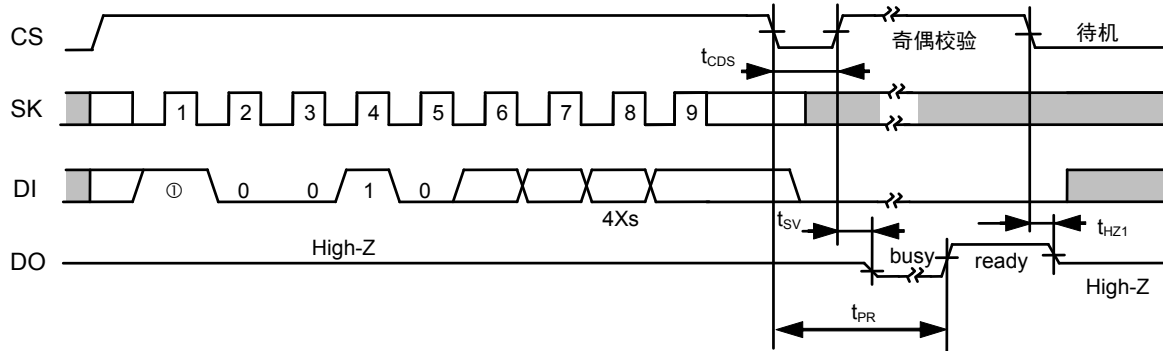 CS 奇偶校验 待机
t_CDS
SK 1 2 3 4 5 6 7 8 9
DI ① 0 0 1 0
4Xs
t_SV t_HZ1
High-Z busy ready
DO High-Z
t_PR